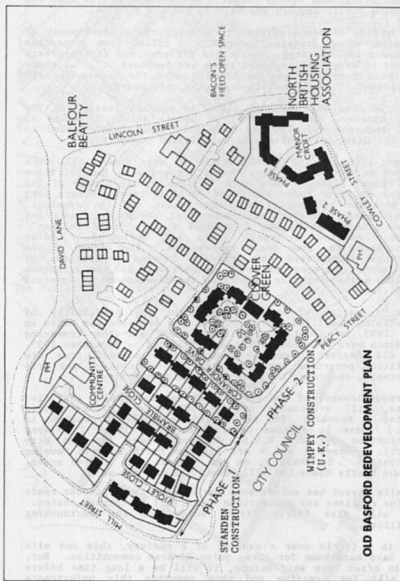 BALFOUR
BEATTY
LINCOLN STREET
BACON'S
FIELD OPEN SPACE
NORTH
BRITISH
HOUSING
ASSOCIATION
DAVID LANE
PHASE 1
MANOR
CROFT
PHASE 2
COWLEY
STREET
PH
PH
COMMUNITY
CENTRE
CLOVER
GREEN
PERCY STREET
BRAMBLE
CLOSE
VIOLET CLOSE
MILL STREET
PHASE 1
PHASE 2
CITY COUNCIL
STANDEN
CONSTRUCTION
WIMPEY CONSTRUCTION
(U.K.)
OLD BASFORD REDEVELOPMENT PLAN